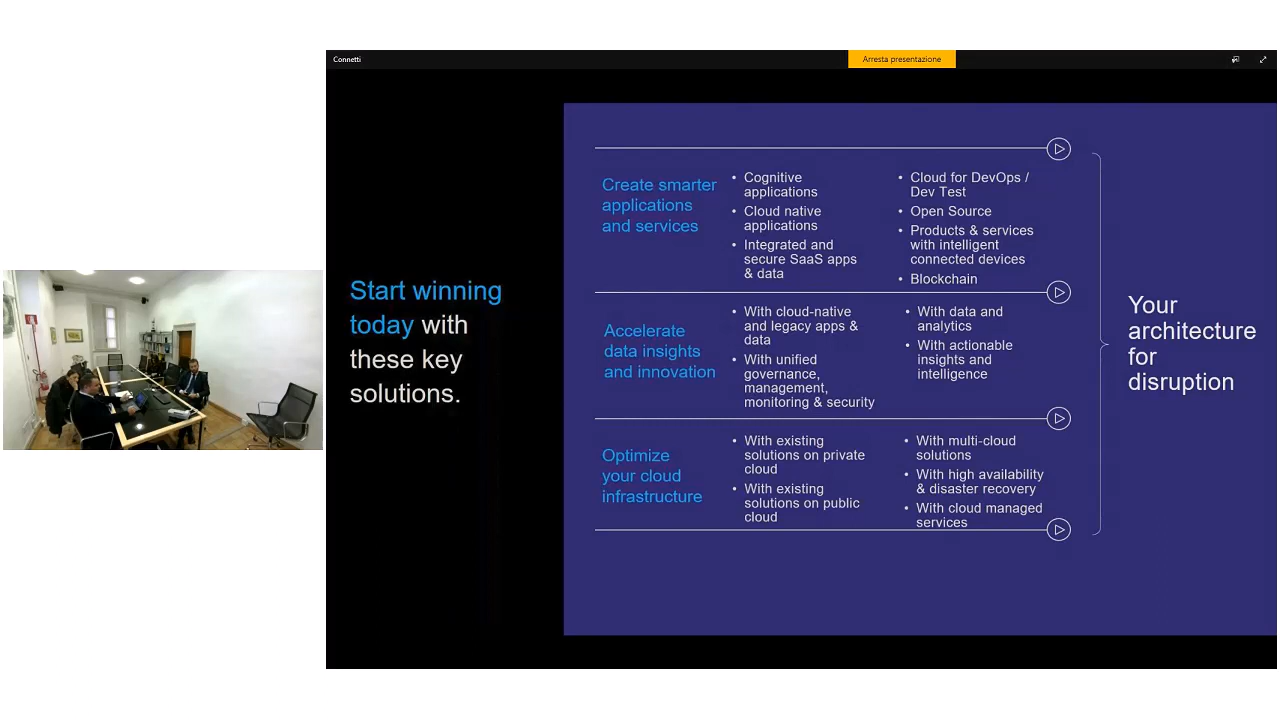 Connetti
Arresta presentazione
Start winning
today with
these key
solutions.
Create smarter
applications
and services
• Cognitive
applications
• Cloud native
applications
• Integrated and
secure SaaS apps
& data
• Cloud for DevOps /
Dev Test
• Open Source
• Products & services
with intelligent
connected devices
• Blockchain
Accelerate
data insights
and innovation
• With cloud-native
and legacy apps &
data
• With unified
governance,
management,
monitoring & security
• With data and
analytics
• With actionable
insights and
intelligence
Optimize
your cloud
infrastructure
• With existing
solutions on private
cloud
• With existing
solutions on public
cloud
• With multi-cloud
solutions
• With high availability
& disaster recovery
• With cloud managed
services
Your
architecture
for
disruption